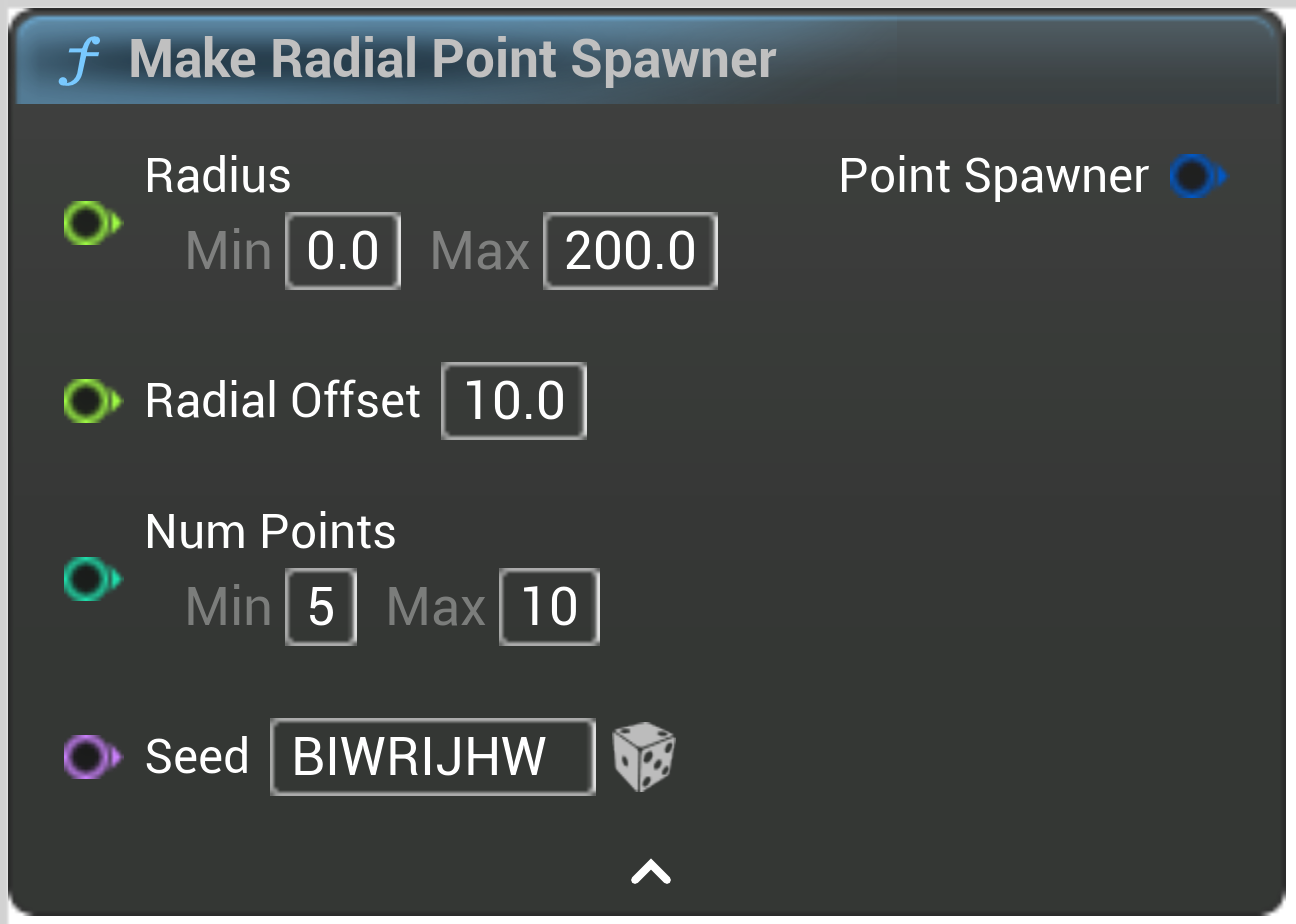 f Make Radial Point Spawner
Radius
Point Spawner
Min 0.0 Max 200.0
Radial Offset 10.0
Num Points
Min 5 Max 10
Seed BIWRIJHW